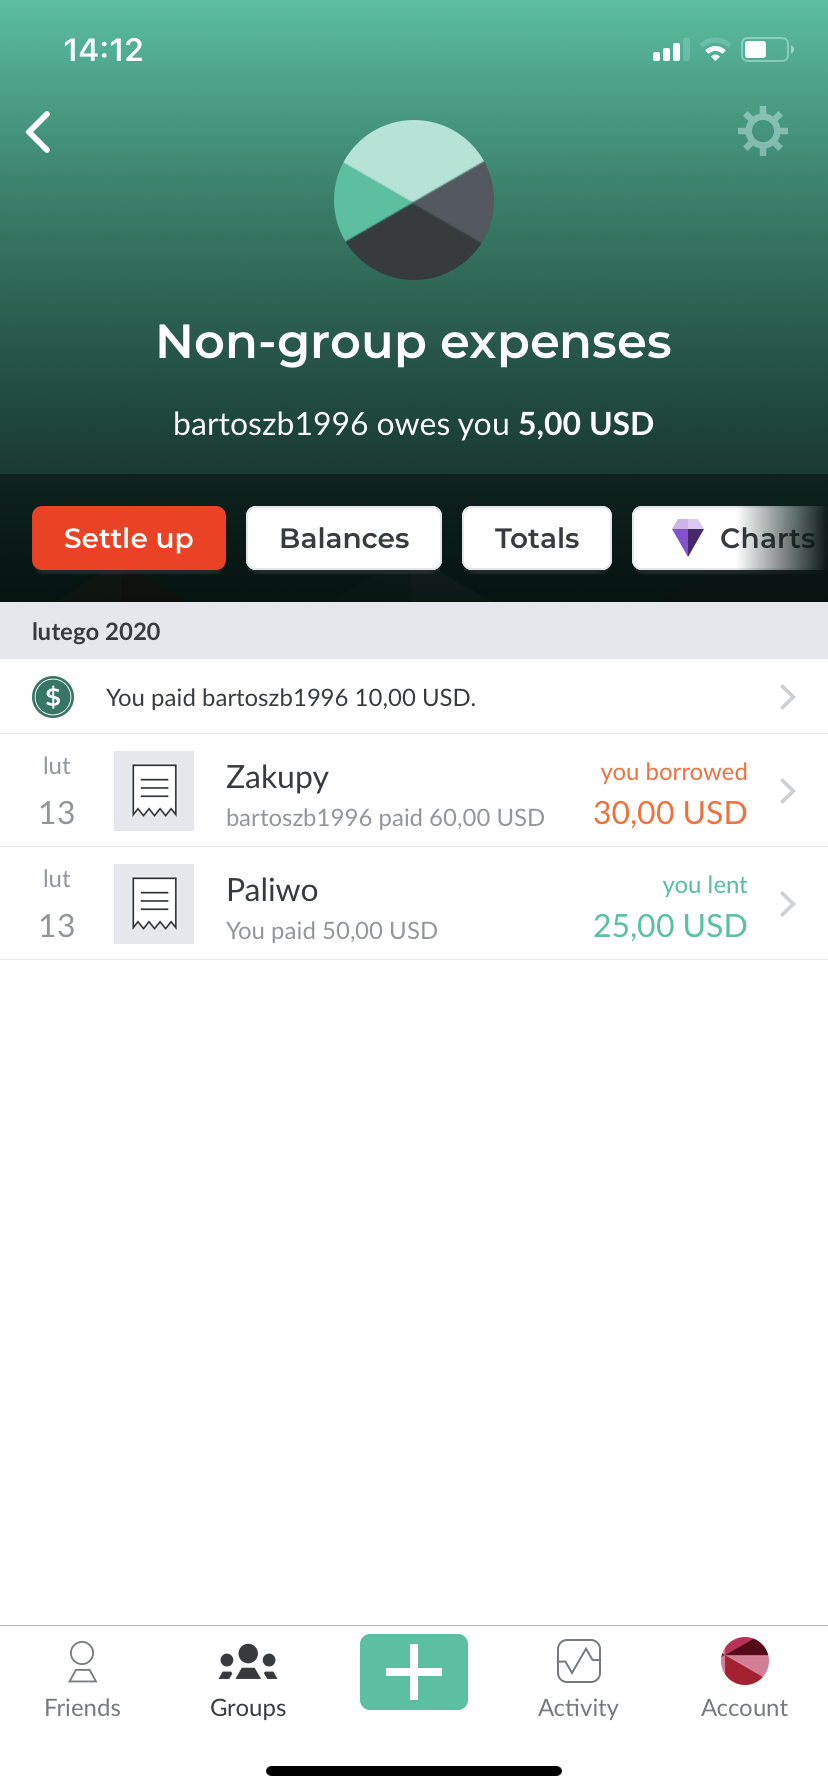 14:12
Non-group expenses
bartoszb1996 owes you 5,00 USD
Settle up
Balances
Totals
Charts
lutego 2020
$
You paid bartoszb1996 10,00 USD.
lut
13
Zakupy
bartoszb1996 paid 60,00 USD
you borrowed
30,00 USD
lut
13
Paliwo
You paid 50,00 USD
you lent
25,00 USD
Friends
Groups
Activity
Account